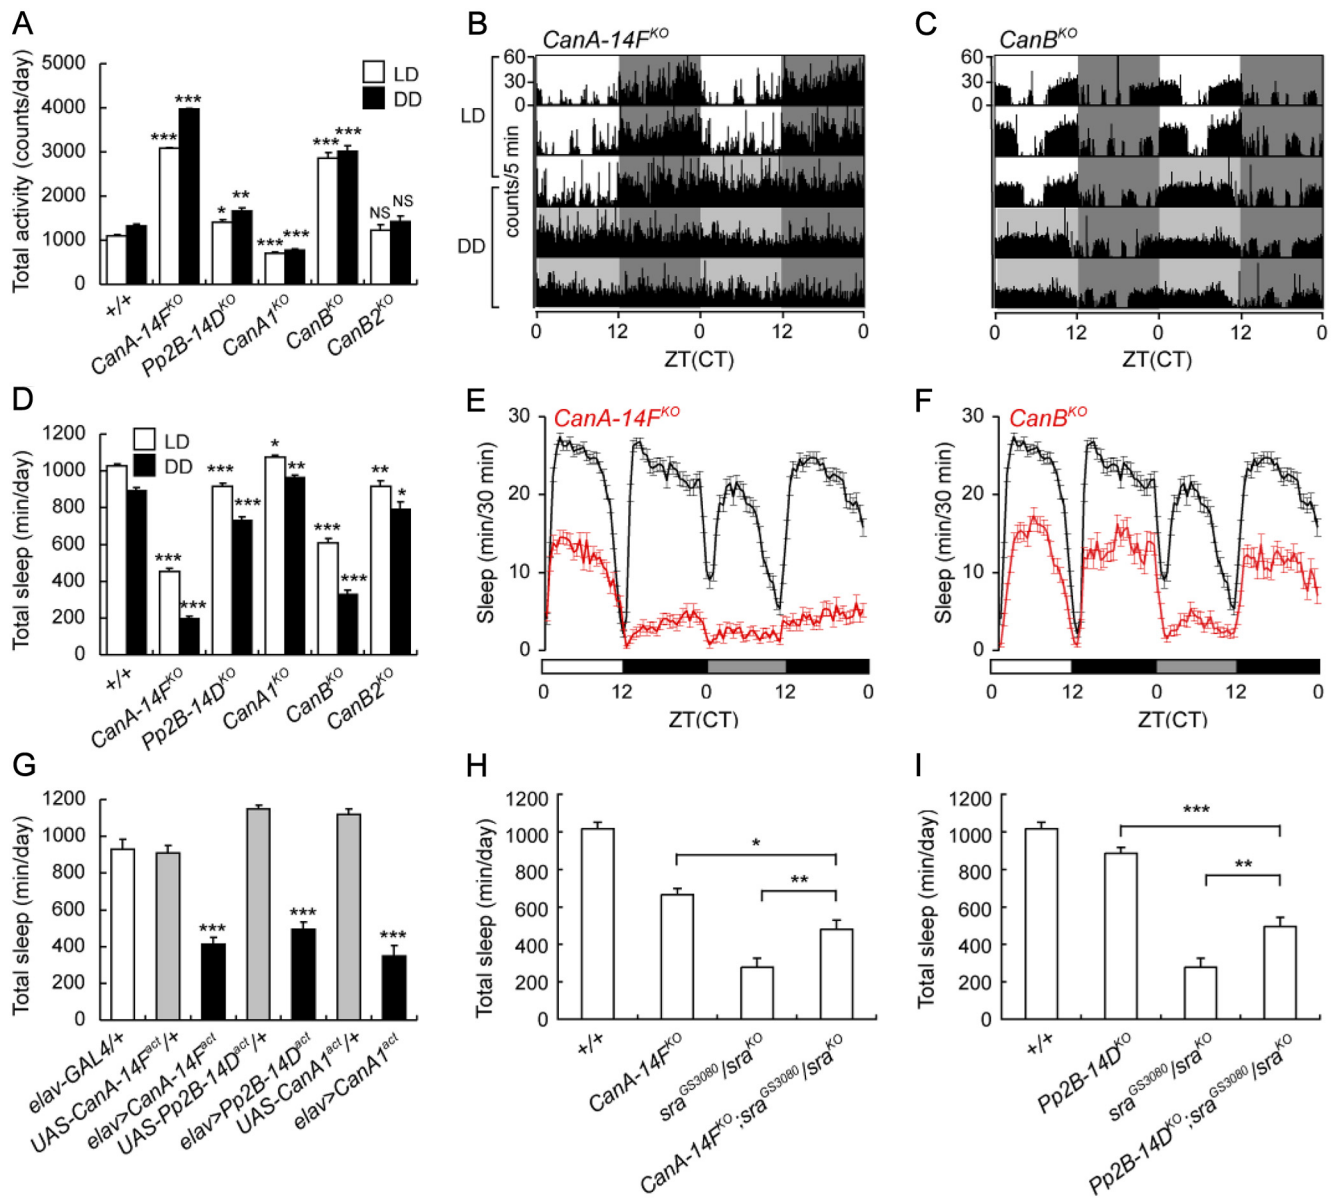 A
Total activity (counts/day)
5000
4000
3000
2000
1000
0
LD
DD
***
***
*
**
***
***
***
***
NS
NS
+/+
CanA-14F^KO
Pp2B-14D^KO
CanA1^KO
CanB^KO
CanB2^KO
B
CanA-14F^KO
60
30
0
LD
DD
counts/5 min
0
12
0
12
0
ZT(CT)
C
CanB^KO
60
30
0
0
12
0
12
0
ZT(CT)
D
Total sleep (min/day)
1200
1000
800
600
400
200
0
LD
DD
***
***
***
***
*
**
***
***
**
*
+/+
CanA-14F^KO
Pp2B-14D^KO
CanA1^KO
CanB^KO
CanB2^KO
E
CanA-14F^KO
Sleep (min/30 min)
30
20
10
0
0
12
0
12
0
ZT(CT)
F
CanB^KO
Sleep (min/30 min)
30
20
10
0
0
12
0
12
0
ZT(CT)
G
Total sleep (min/day)
1200
1000
800
600
400
200
0
***
***
***
elav-GAL4/+
UAS-CanA-14F^act/+
elav>CanA-14F^act
UAS-Pp2B-14D^act/+
elav>Pp2B-14D^act
UAS-CanA1^act/+
elav>CanA1^act
H
Total sleep (min/day)
1200
1000
800
600
400
200
0
*
**
+/+
CanA-14F^KO
sra^GS3080/sra^KO
CanA-14F^KO;sra^GS3080/sra^KO
I
Total sleep (min/day)
1200
1000
800
600
400
200
0
***
**
+/+
Pp2B-14D^KO
sra^GS3080/sra^KO
Pp2B-14D^KO;sra^GS3080/sra^KO